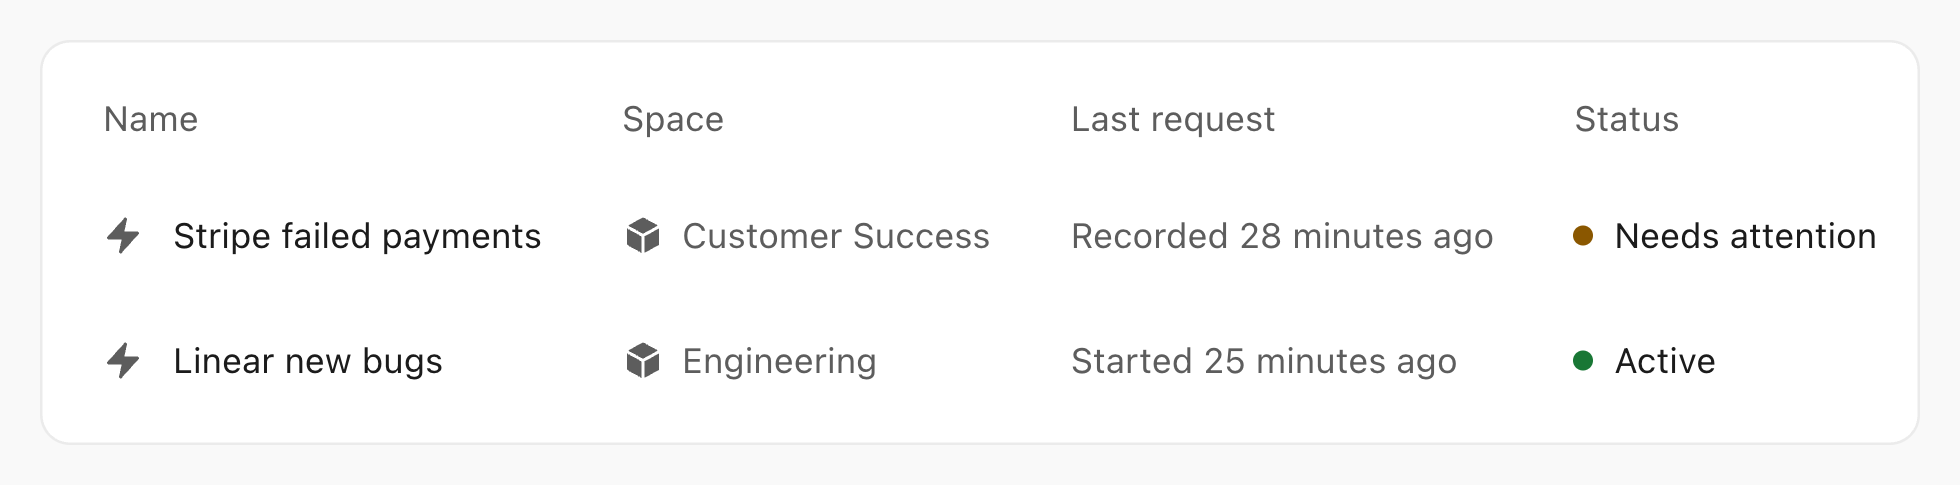 Name Space Last request Status
Stripe failed payments Customer Success Recorded 28 minutes ago Needs attention
Linear new bugs Engineering Started 25 minutes ago Active